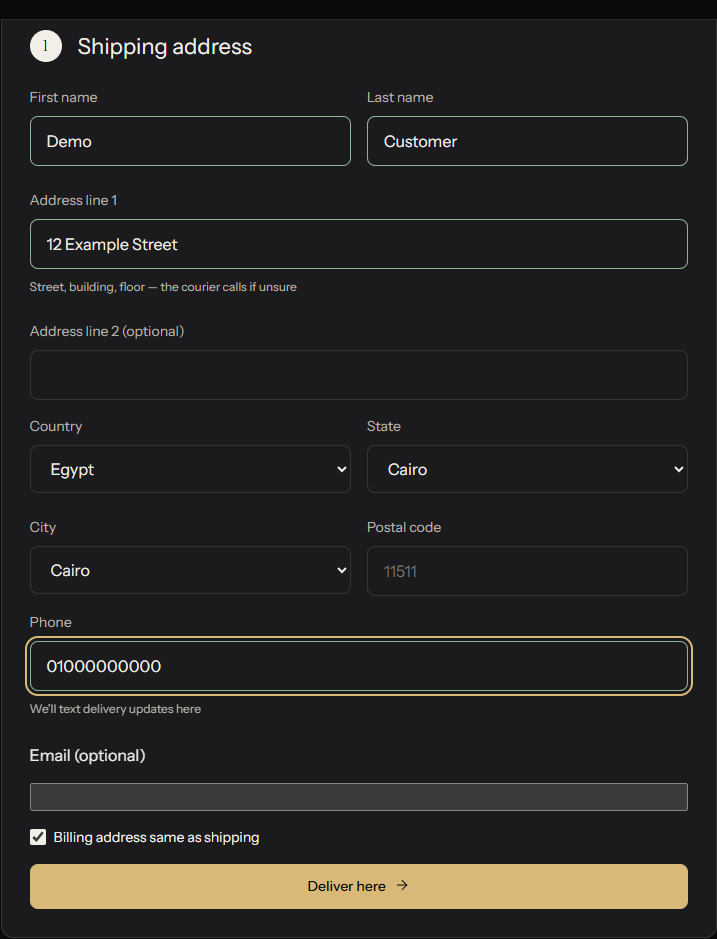 1 Shipping address
First name Last name
Demo Customer
Address line 1
12 Example Street
Street, building, floor — the courier calls if unsure
Address line 2 (optional)
Country State
Egypt Cairo
City Postal code
Cairo 11511
Phone
01000000000
We'll text delivery updates here
Email (optional)
Billing address same as shipping
Deliver here →